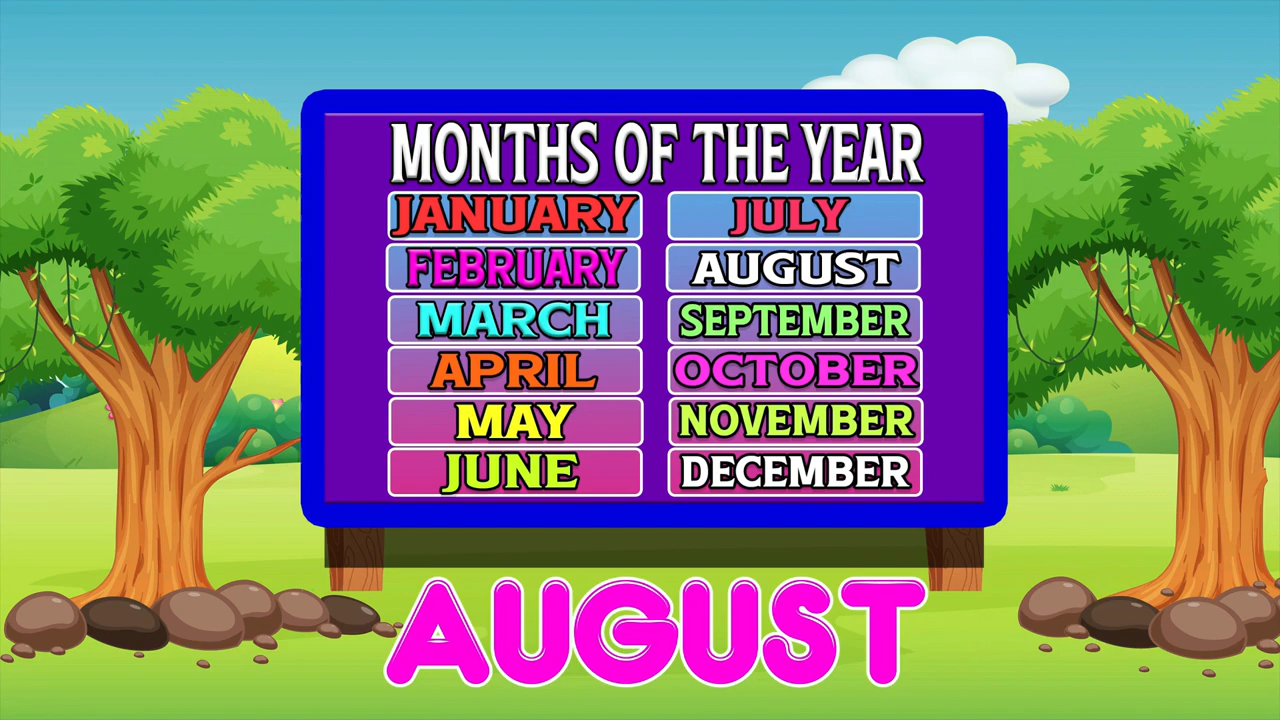 MONTHS OF THE YEAR
JANUARY
FEBRUARY
MARCH
APRIL
MAY
JUNE
JULY
AUGUST
SEPTEMBER
OCTOBER
NOVEMBER
DECEMBER
AUGUST